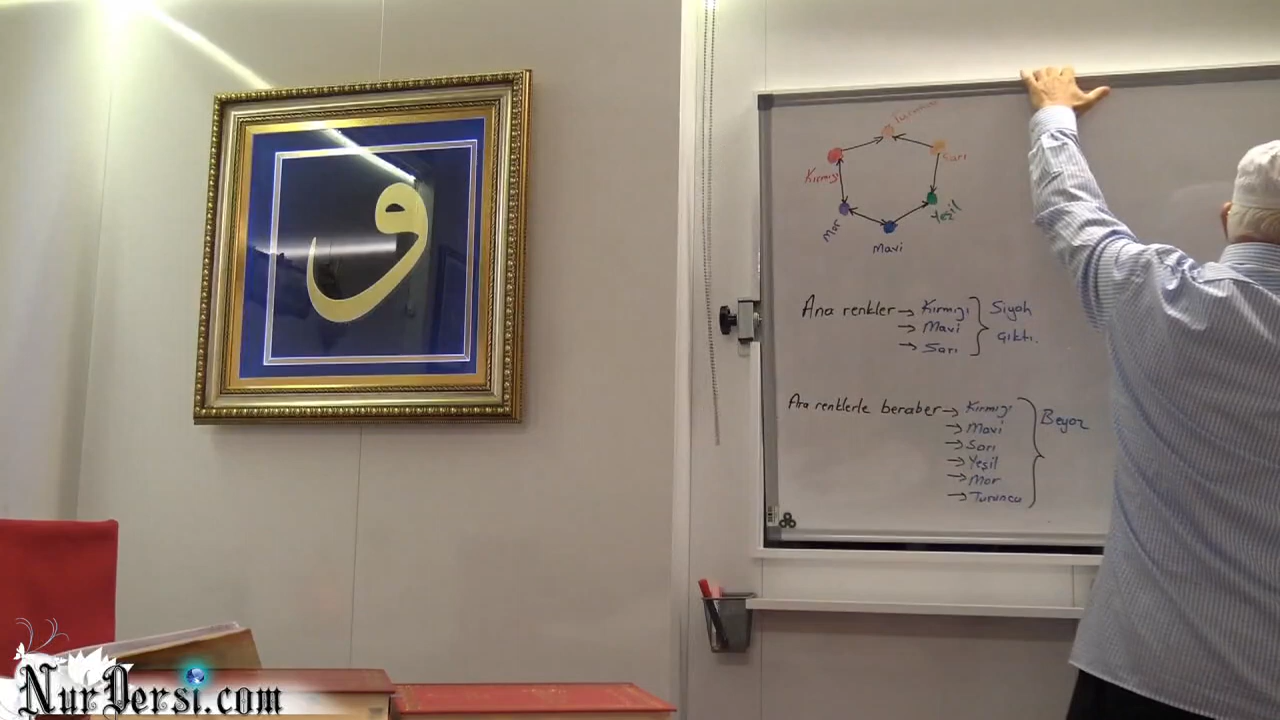 و
Turuncu
Sarı
Kırmızı
Yeşil
Mor
Mavi
Ana renkler → Kırmızı } Siyah
→ Mavi çıktı.
→ Sarı
Ara renklerle beraber → Kırmızı } Beyaz
→ Mavi
→ Sarı
→ Yeşil
→ Mor
→ Turuncu
NurDersi.com